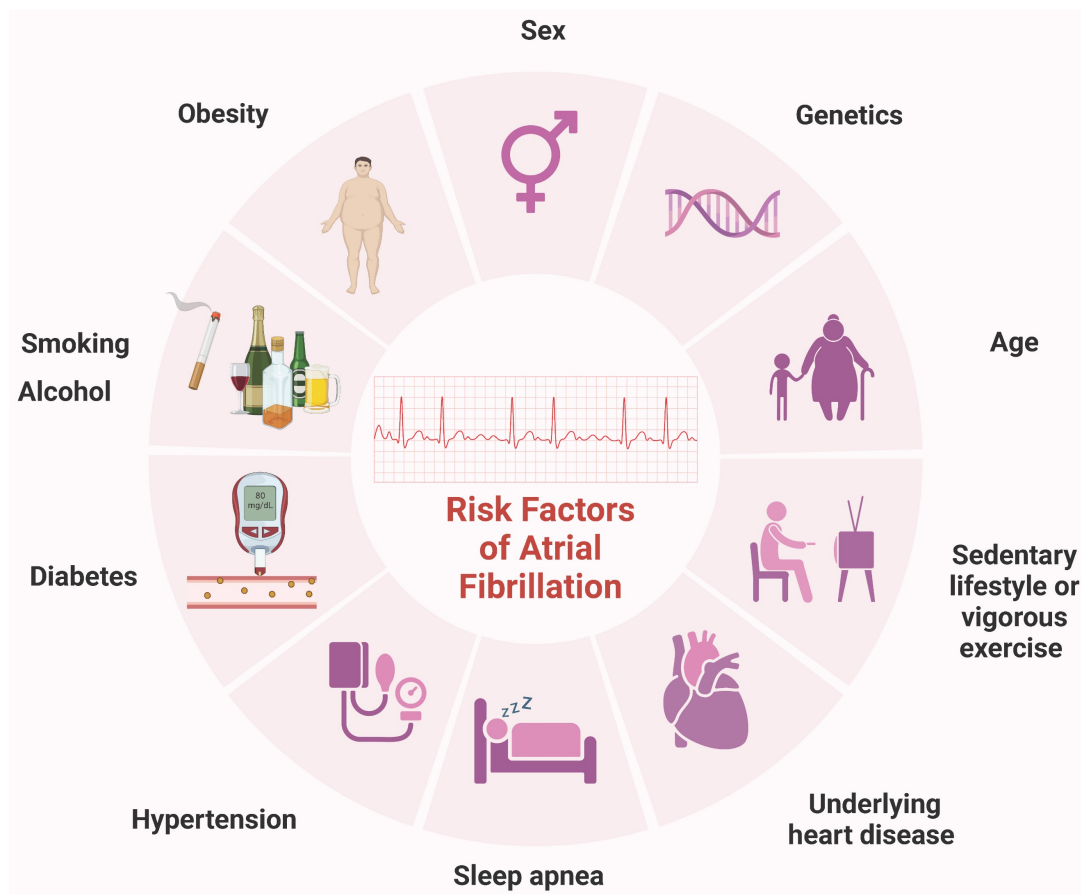 Sex
Obesity
Genetics
Smoking
Alcohol
Age
80
mg/dL
Risk Factors
of Atrial
Fibrillation
Diabetes
Sedentary
lifestyle or
vigorous
exercise
zzZ
Hypertension
Underlying
heart disease
Sleep apnea